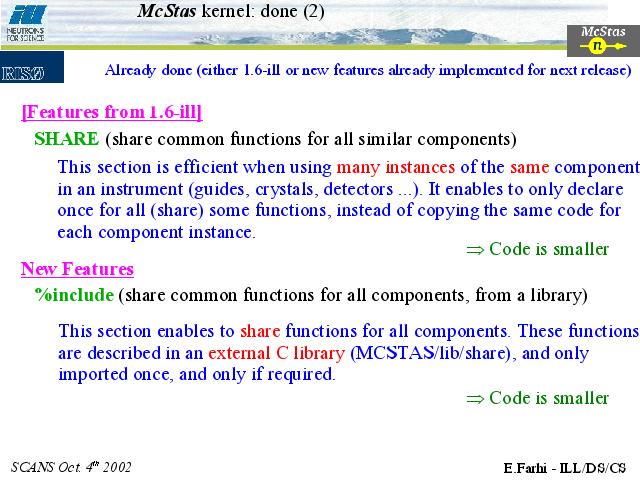 McStas kernel: done (2)
NEUTRONS
FOR SCIENCE
McStas
n
RISØ
Already done (either 1.6-ill or new features already implemented for next release)
[Features from 1.6-ill]
SHARE (share common functions for all similar components)
This section is efficient when using many instances of the same component
in an instrument (guides, crystals, detectors ...). It enables to only declare
once for all (share) some functions, instead of copying the same code for
each component instance.
⇒ Code is smaller
New Features
%include (share common functions for all components, from a library)
This section enables to share functions for all components. These functions
are described in an external C library (MCSTAS/lib/share), and only
imported once, and only if required.
⇒ Code is smaller
SCANS Oct. 4th 2002
E.Farhi - ILL/DS/CS